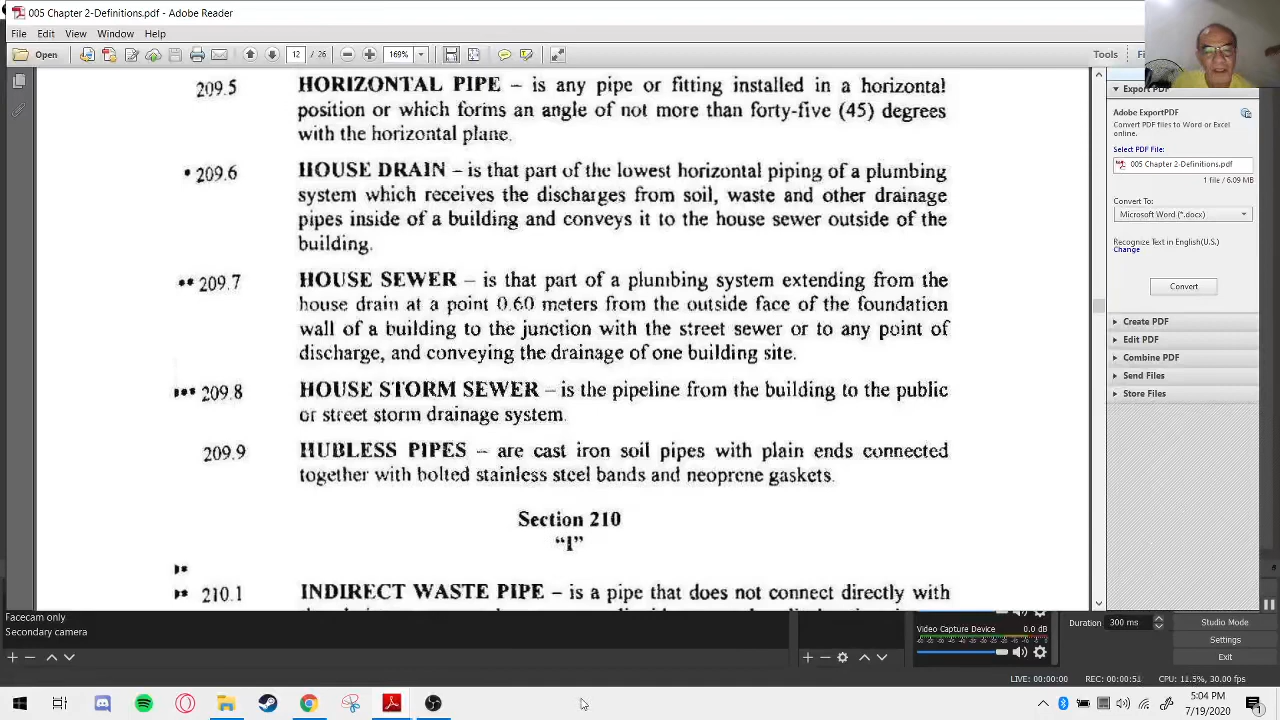 005 Chapter 2-Definitions.pdf - Adobe Reader
File Edit View Window Help
Open 12 / 26 169% Tools
209.5 HORIZONTAL PIPE – is any pipe or fitting installed in a horizontal
position or which forms an angle of not more than forty-five (45) degrees
with the horizontal plane.
• 209.6 HOUSE DRAIN – is that part of the lowest horizontal piping of a plumbing
system which receives the discharges from soil, waste and other drainage
pipes inside of a building and conveys it to the house sewer outside of the
building.
•• 209.7 HOUSE SEWER – is that part of a plumbing system extending from the
house drain at a point 0.60 meters from the outside face of the foundation
wall of a building to the junction with the street sewer or to any point of
discharge, and conveying the drainage of one building site.
••• 209.8 HOUSE STORM SEWER – is the pipeline from the building to the public
or street storm drainage system.
209.9 HUBLESS PIPES – are cast iron soil pipes with plain ends connected
together with bolted stainless steel bands and neoprene gaskets.
Section 210
“I”
210.1 INDIRECT WASTE PIPE – is a pipe that does not connect directly with
Export PDF
Adobe ExportPDF
Convert PDF files to Word or Excel
online.
Select PDF File:
005 Chapter 2-Definitions.pdf
1 file / 6.09 MB
Convert To:
Microsoft Word (*.docx)
Recognize Text in English(U.S.)
Change
Convert
Create PDF
Edit PDF
Combine PDF
Send Files
Store Files
Facecam only
Secondary camera
Video Capture Device 0.0 dB
Duration 300 ms
Studio Mode
Settings
Exit
LIVE: 00:00:00 REC: 00:00:51 CPU: 11.5%, 30.00 fps
5:04 PM
7/19/2020